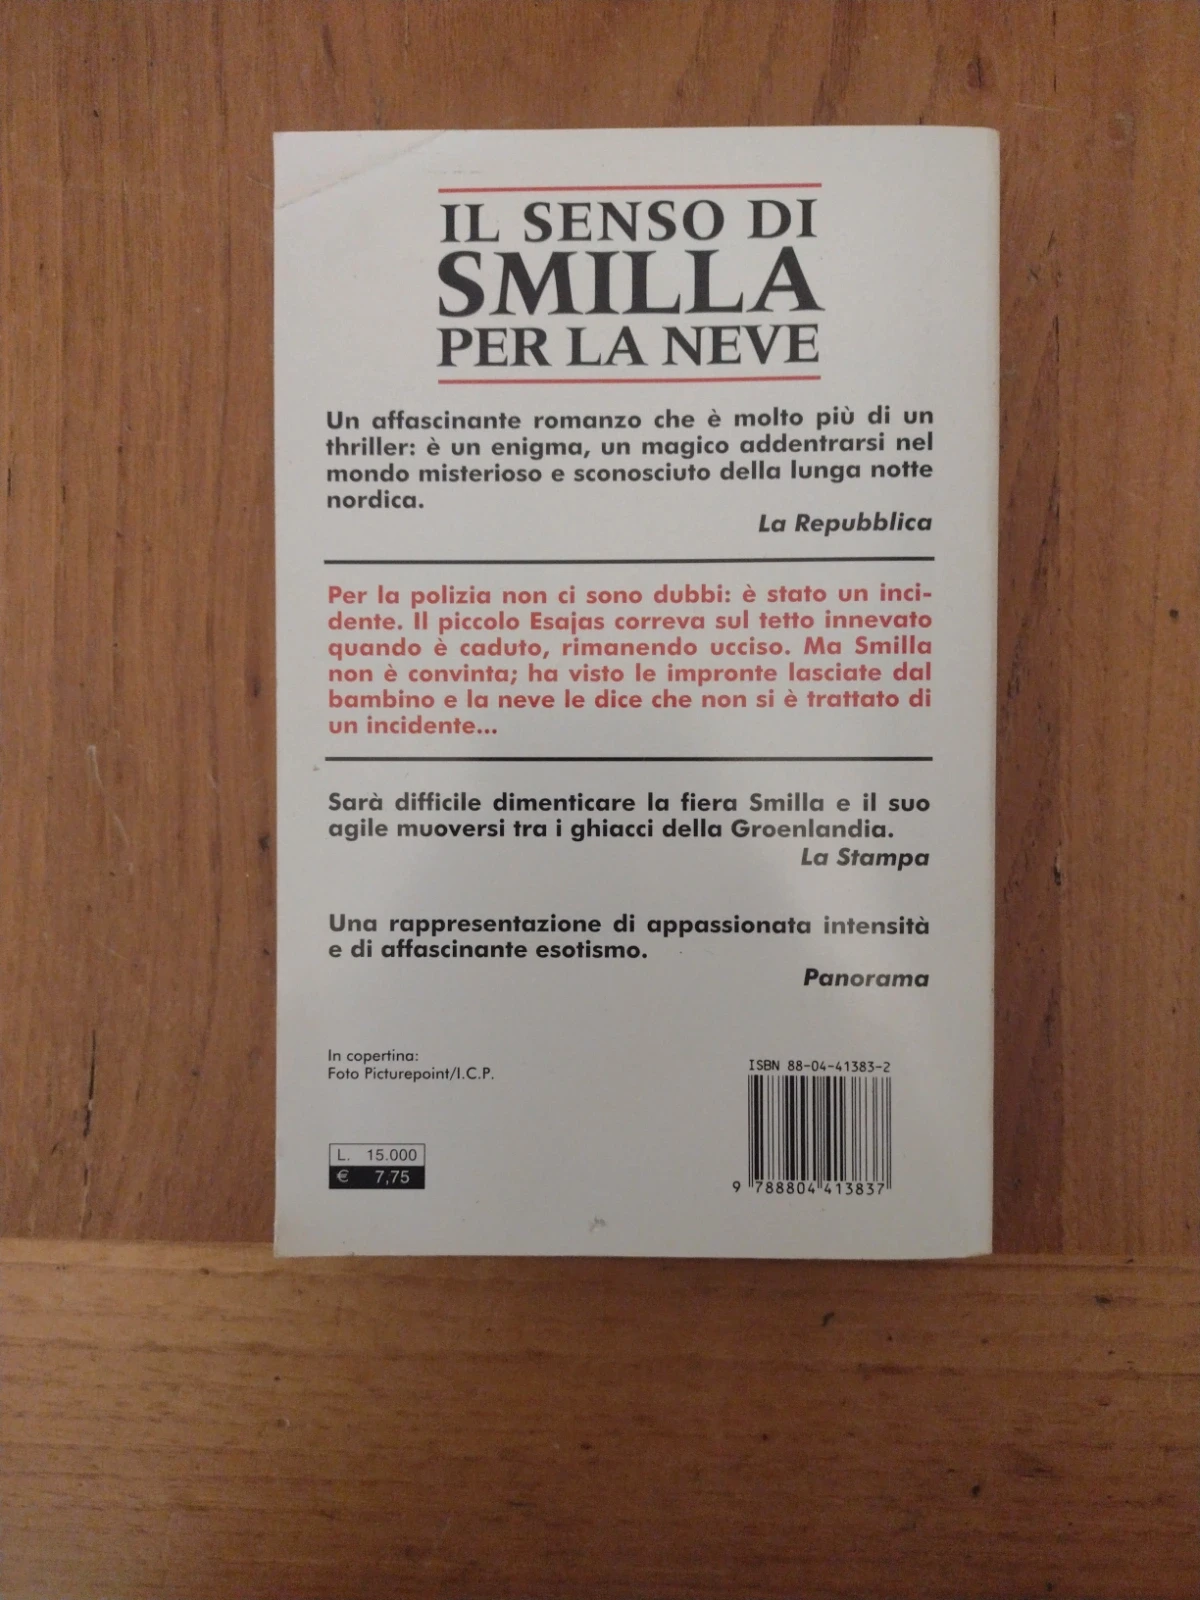 IL SENSO DI
SMILLA
PER LA NEVE
Un affascinante romanzo che è molto più di un
thriller: è un enigma, un magico addentrarsi nel
mondo misterioso e sconosciuto della lunga notte
nordica.
La Repubblica
Per la polizia non ci sono dubbi: è stato un inci-
dente. Il piccolo Esajas correva sul tetto innevato
quando è caduto, rimanendo ucciso. Ma Smilla
non è convinta; ha visto le impronte lasciate dal
bambino e la neve le dice che non si è trattato di
un incidente...
Sarà difficile dimenticare la fiera Smilla e il suo
agile muoversi tra i ghiacci della Groenlandia.
La Stampa
Una rappresentazione di appassionata intensità
e di affascinante esotismo.
Panorama
In copertina:
Foto Picturepoint/I.C.P.
ISBN 88-04-41383-2
L. 15.000
€ 7,75
9 788804 413837